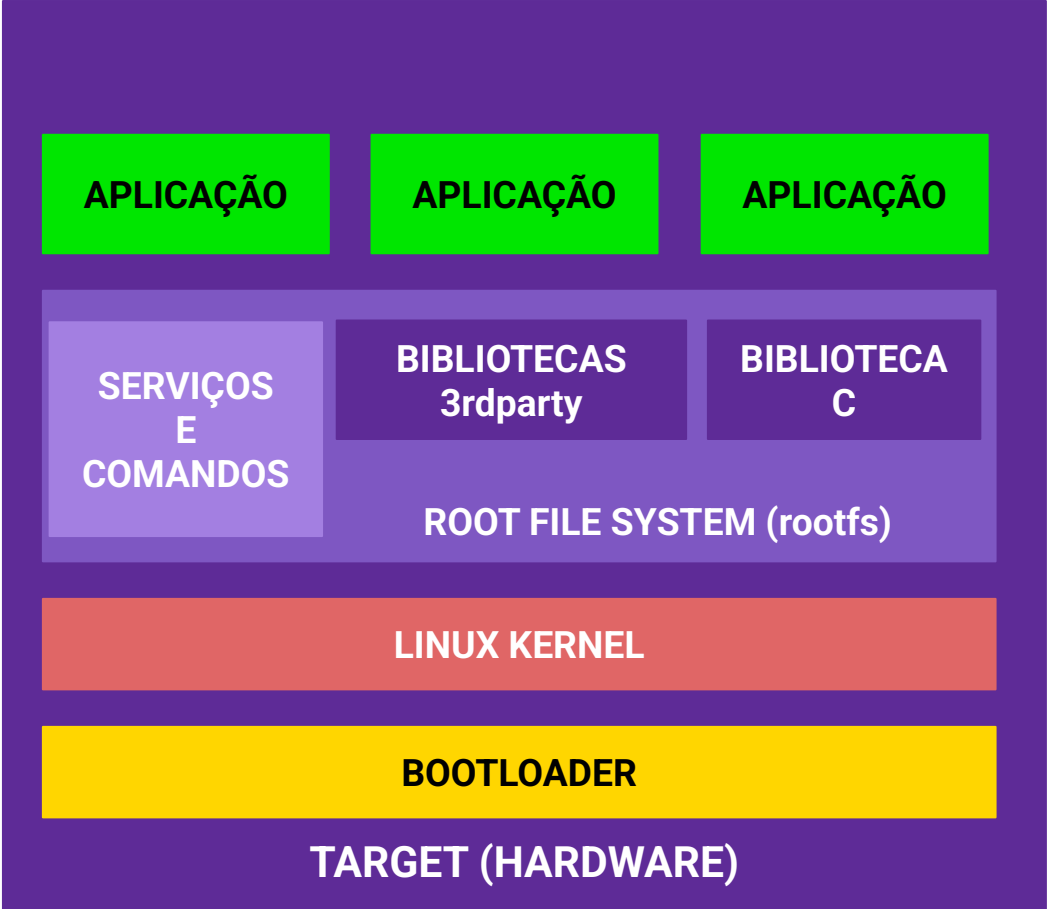 APLICAÇÃO
APLICAÇÃO
APLICAÇÃO
SERVIÇOS
E
COMANDOS
BIBLIOTECAS
3rdparty
BIBLIOTECA
C
ROOT FILE SYSTEM (rootfs)
LINUX KERNEL
BOOTLOADER
TARGET (HARDWARE)